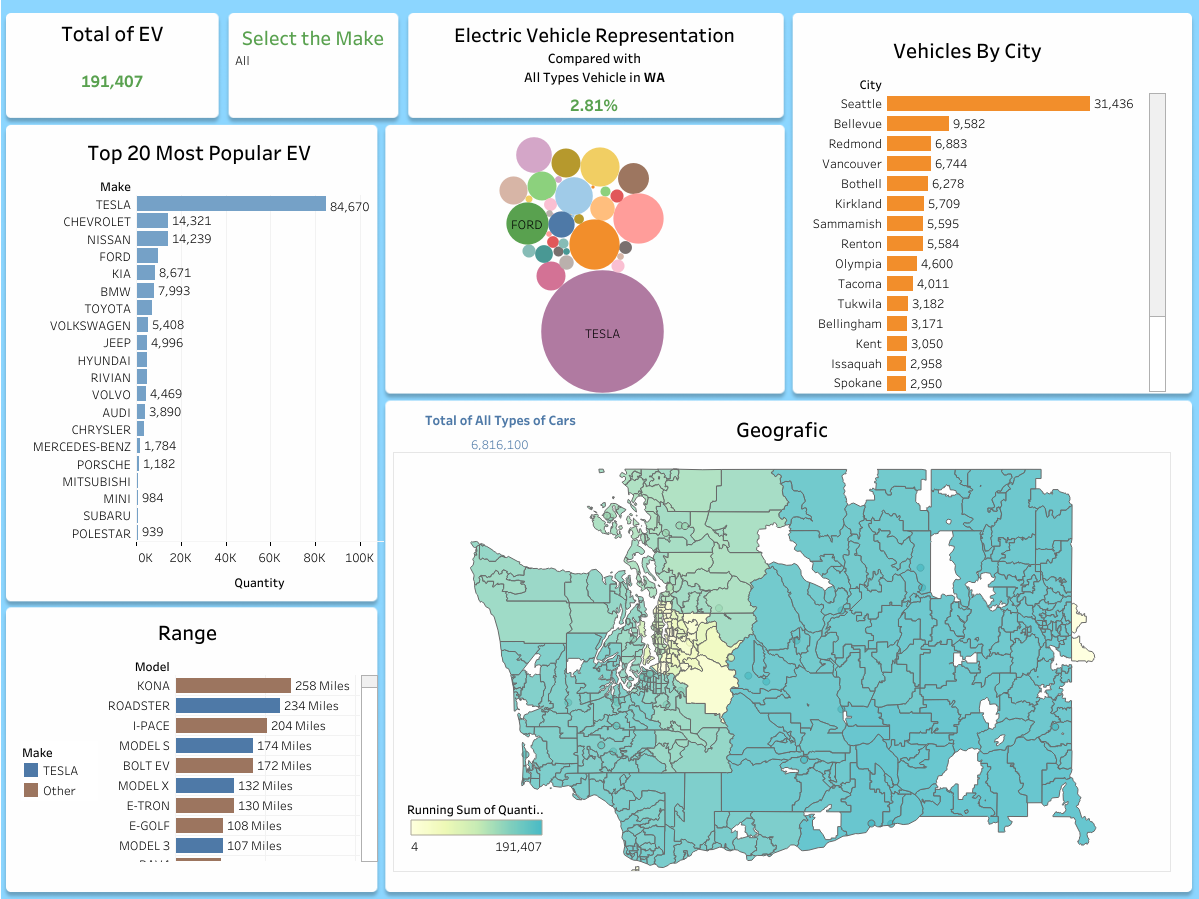 Total of EV
191,407
Select the Make
All
Electric Vehicle Representation
Compared with
All Types Vehicle in WA
2.81%
Vehicles By City
City
Seattle 31,436
Bellevue 9,582
Redmond 6,883
Vancouver 6,744
Bothell 6,278
Kirkland 5,709
Sammamish 5,595
Renton 5,584
Olympia 4,600
Tacoma 4,011
Tukwila 3,182
Bellingham 3,171
Kent 3,050
Issaquah 2,958
Spokane 2,950
Top 20 Most Popular EV
Make
TESLA 84,670
CHEVROLET 14,321
NISSAN 14,239
FORD
KIA 8,671
BMW 7,993
TOYOTA
VOLKSWAGEN 5,408
JEEP 4,996
HYUNDAI
RIVIAN
VOLVO 4,469
AUDI 3,890
CHRYSLER
MERCEDES-BENZ 1,784
PORSCHE 1,182
MITSUBISHI
MINI 984
SUBARU
POLESTAR 939
0K 20K 40K 60K 80K 100K
Quantity
FORD
TESLA
Total of All Types of Cars
6,816,100
Geografic
Running Sum of Quanti..
4 191,407
Range
Model
KONA 258 Miles
ROADSTER 234 Miles
I-PACE 204 Miles
MODEL S 174 Miles
BOLT EV 172 Miles
MODEL X 132 Miles
E-TRON 130 Miles
E-GOLF 108 Miles
MODEL 3 107 Miles
Make
TESLA
Other